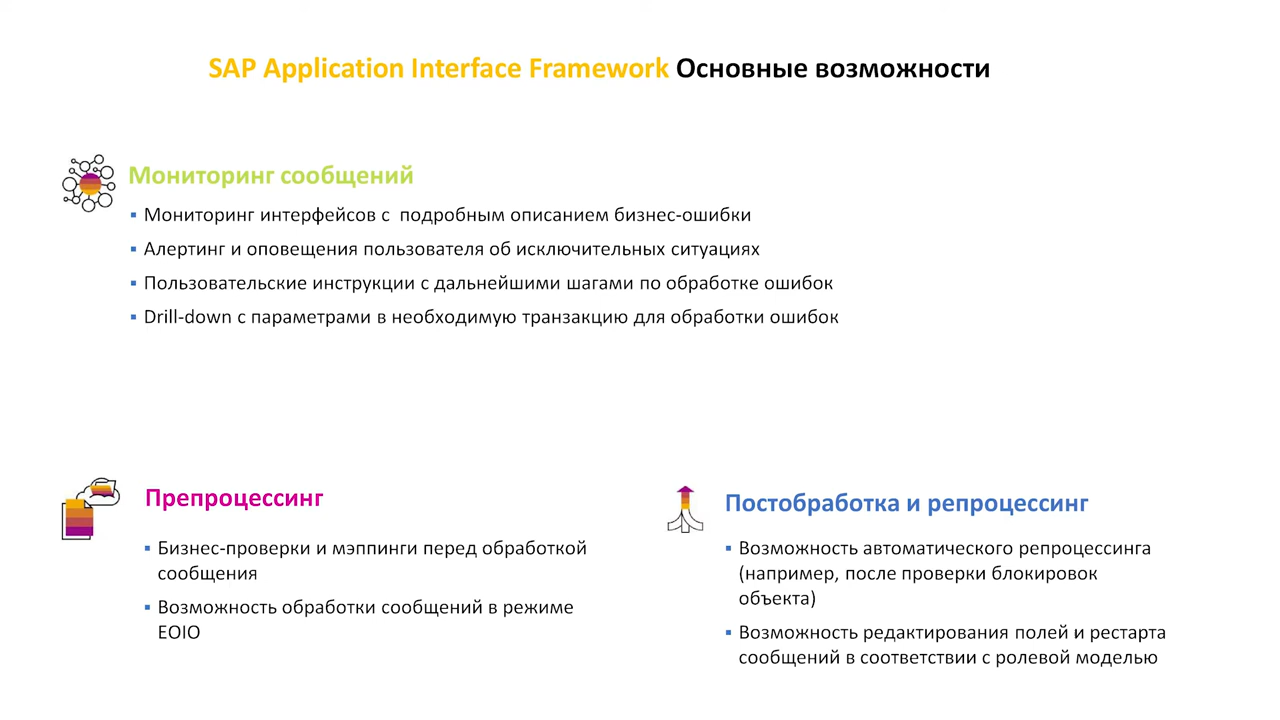 SAP Application Interface Framework Основные возможности
Мониторинг сообщений
▪ Мониторинг интерфейсов с подробным описанием бизнес-ошибки
▪ Алертинг и оповещения пользователя об исключительных ситуациях
▪ Пользовательские инструкции с дальнейшими шагами по обработке ошибок
▪ Drill-down с параметрами в необходимую транзакцию для обработки ошибок
Препроцессинг
▪ Бизнес-проверки и мэппинги перед обработкой
сообщения
▪ Возможность обработки сообщений в режиме
EOIO
Постобработка и репроцессинг
▪ Возможность автоматического репроцессинга
(например, после проверки блокировок
объекта)
▪ Возможность редактирования полей и рестарта
сообщений в соответствии с ролевой моделью